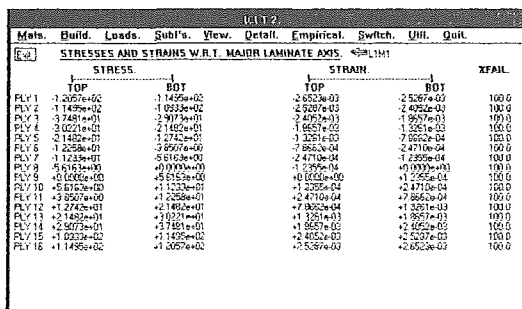 Mats. Build. Loads. Subl's. View. Detail. Empirical. Switch. Util. Quit.
STRESSES AND STRAINS W.R.T. MAJOR LAMINATE AXIS. L1M1
STRESS. STRAIN. %FAIL.
TOP BOT TOP BOT
PLY 1 -1.2057e+02 -1.1495e+02 -2.6523e-03 -2.5287e-03 100.0
PLY 2 -1.1495e+02 -1.0933e+02 -2.5287e-03 -2.4052e-03 100.0
PLY 3 -3.7481e+01 -2.9073e+01 -2.4052e-03 -1.8657e-03 100.0
PLY 4 -3.0221e+01 -2.1482e+01 -1.8657e-03 -1.3261e-03 100.0
PLY 5 -2.1482e+01 -1.2742e+01 -1.3261e-03 -7.8662e-04 100.0
PLY 6 -1.2258e+01 -3.8507e+00 -7.8662e-04 -2.4710e-04 100.0
PLY 7 -1.1233e+01 -5.6163e+00 -2.4710e-04 -1.2355e-04 100.0
PLY 8 -5.6163e+00 +0.0000e+00 -1.2355e-04 +0.0000e+00 100.0
PLY 9 +0.0000e+00 +5.6163e+00 +0.0000e+00 +1.2355e-04 100.0
PLY 10 +5.6163e+00 +1.1233e+01 +1.2355e-04 +2.4710e-04 100.0
PLY 11 +3.8507e+00 +1.2258e+01 +2.4710e-04 +7.8662e-04 100.0
PLY 12 +1.2742e+01 +2.1482e+01 +7.8662e-04 +1.3261e-03 100.0
PLY 13 +2.1482e+01 +3.0221e+01 +1.3261e-03 +1.8657e-03 100.0
PLY 14 +2.9073e+01 +3.7481e+01 +1.8657e-03 +2.4052e-03 100.0
PLY 15 +1.0933e+02 +1.1495e+02 +2.4052e-03 +2.5287e-03 100.0
PLY 16 +1.1495e+02 +1.2057e+02 +2.5287e-03 +2.6523e-03 100.0